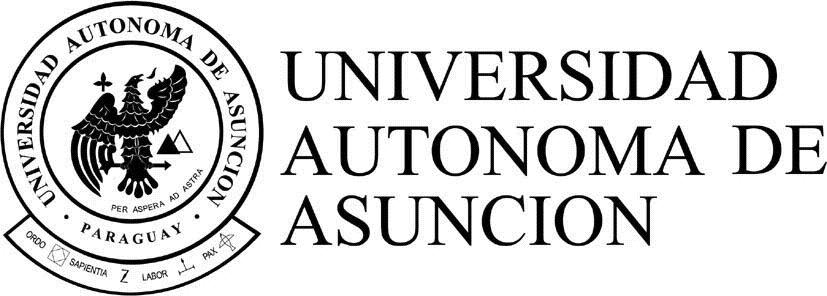 UNIVERSIDAD AUTONOMA DE ASUNCION
• PARAGUAY •
PER ASPERA AD ASTRA
ORDO SAPIENTIA Z LABOR PAX
UNIVERSIDAD
AUTONOMA DE
ASUNCION